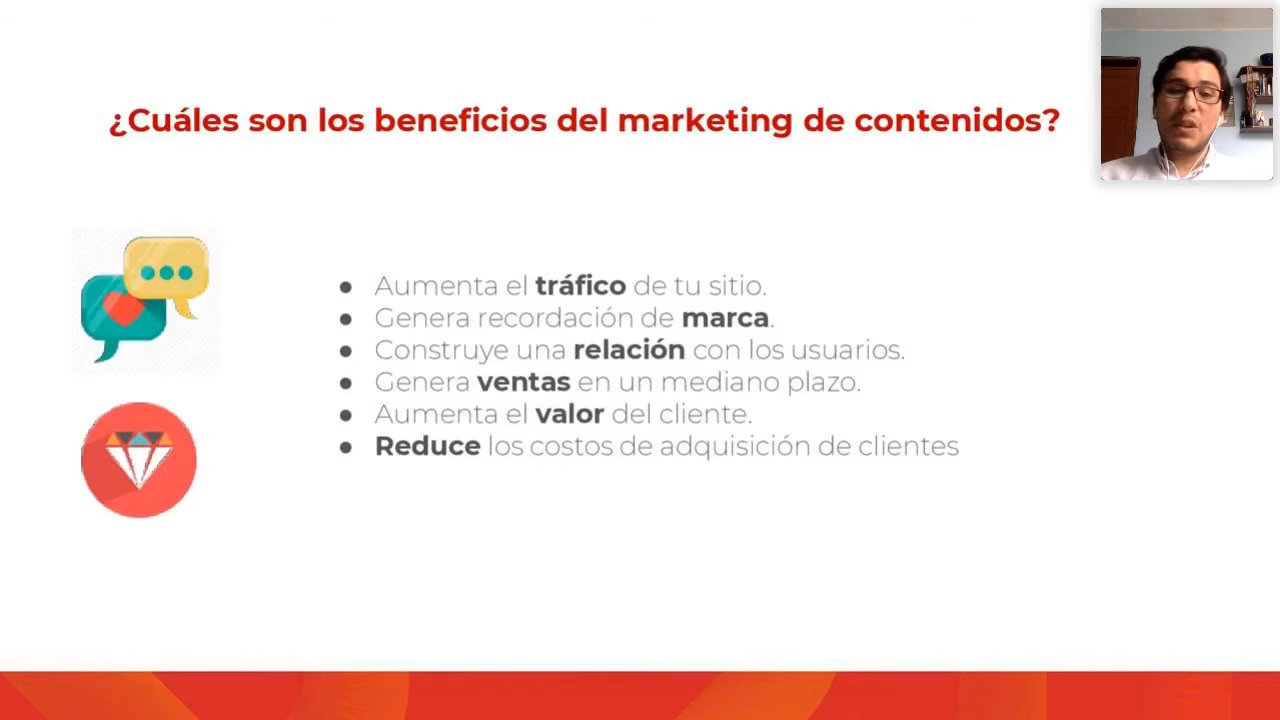 ¿Cuáles son los beneficios del marketing de contenidos?
● Aumenta el tráfico de tu sitio.
● Genera recordación de marca.
● Construye una relación con los usuarios.
● Genera ventas en un mediano plazo.
● Aumenta el valor del cliente.
● Reduce los costos de adquisición de clientes